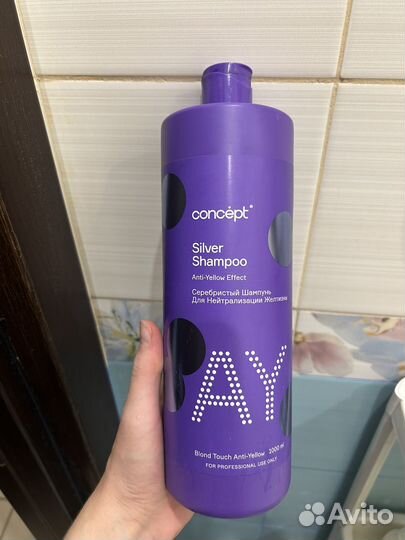 concépt
Silver
Shampoo
Anti-Yellow Effect
Серебристый Шампунь
Для Нейтрализации Желтизны
AY
Blond Touch Anti-Yellow 1000 ml
FOR PROFESSIONAL USE ONLY
Avito